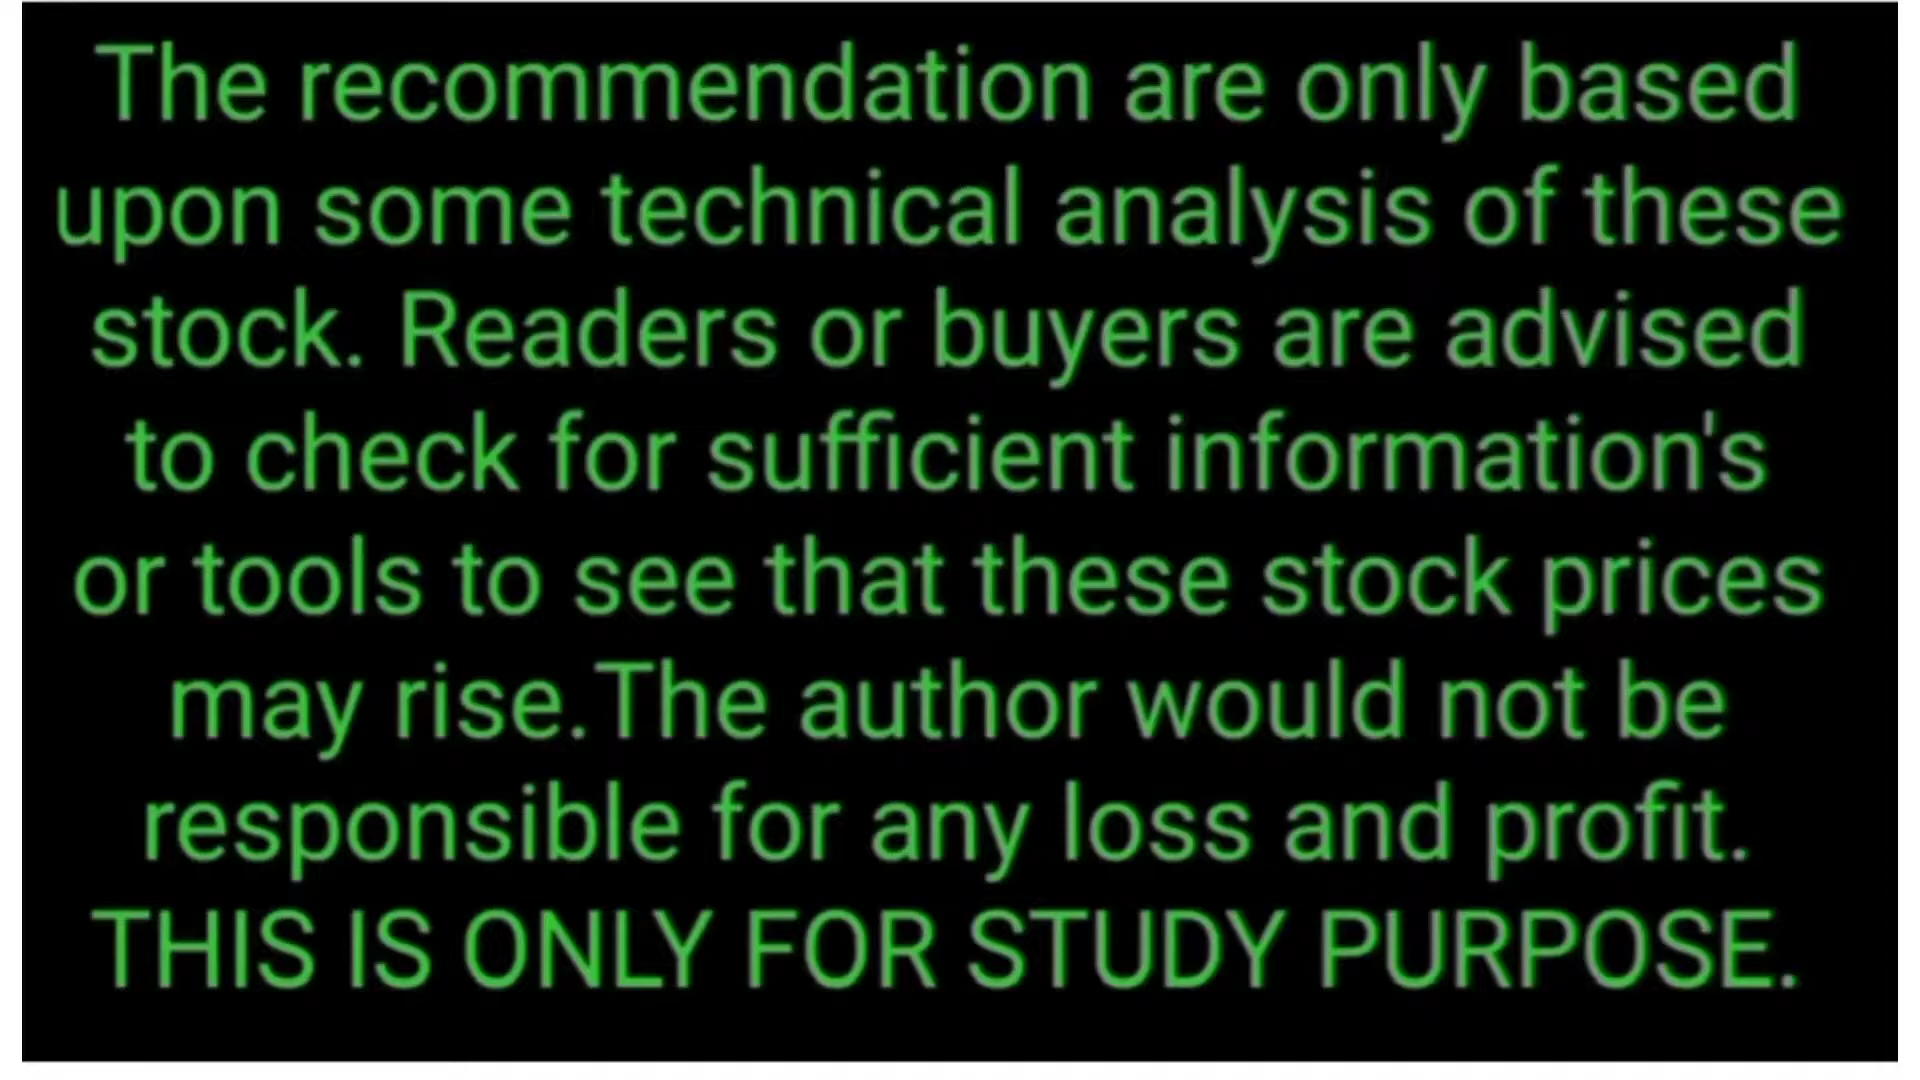 The recommendation are only based
upon some technical analysis of these
stock. Readers or buyers are advised
to check for sufficient information's
or tools to see that these stock prices
may rise.The author would not be
responsible for any loss and profit.
THIS IS ONLY FOR STUDY PURPOSE.